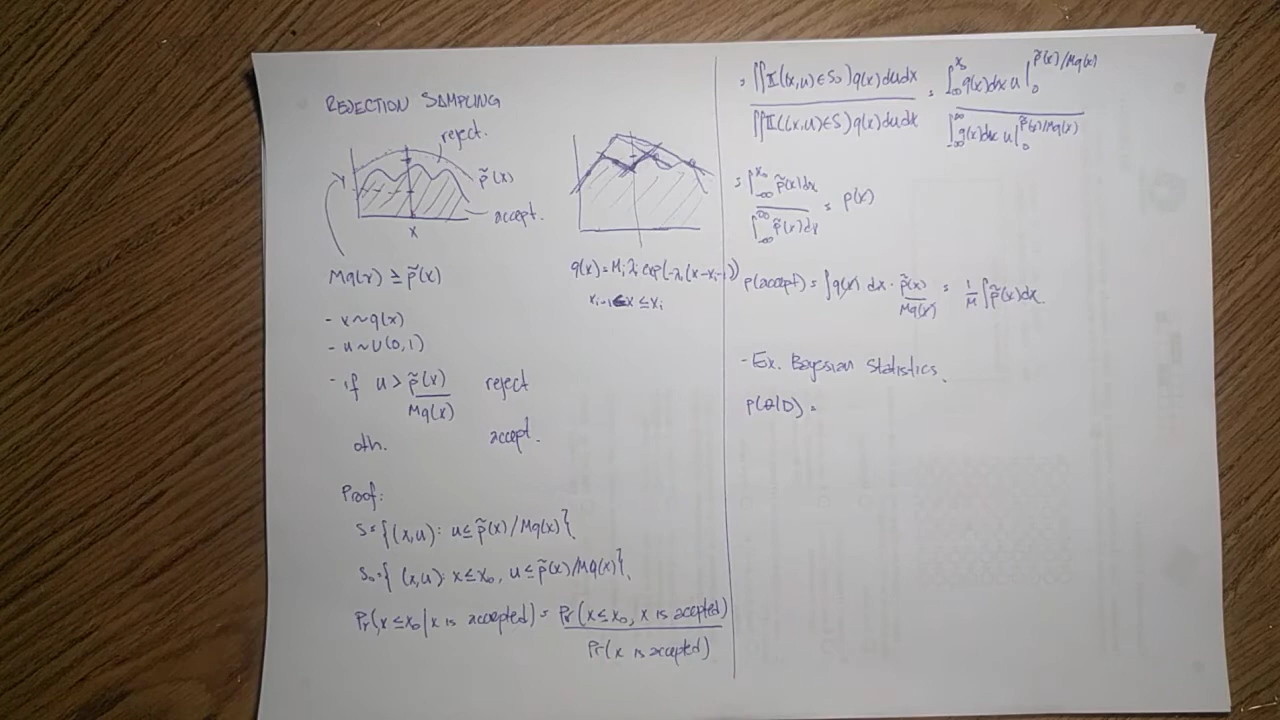 REJECTION SAMPLING
reject.
p̃(x)
accept.
x
Mq(x) ≥ p̃(x)
- x ~ q(x)
- u ~ U(0,1)
- if u > p̃(x) / Mq(x) reject
oth. accept.
Proof:
S = {(x,u): u ≤ p̃(x)/Mq(x)}.
S₀ = {(x,u): x ≤ x₀, u ≤ p̃(x)/Mq(x)}.
Pr(x ≤ x₀ | x is accepted) = Pr(x ≤ x₀, x is acepted) / Pr(x is accepted)
q(x) = Mᵢ λᵢ exp(-λᵢ(x - xᵢ₋₁))
xᵢ₋₁ < x ≤ xᵢ
= ∫∫ 𝕀((x,u) ∈ S₀) q(x) du dx / ∫∫ 𝕀((x,u) ∈ S) q(x) du dx = ∫_{-∞}^{x₀} q(x) dx u |₀^{p̃(x)/Mq(x)} / ∫_{-∞}^{∞} q(x) dx u |₀^{p̃(x)/Mq(x)}
= ∫_{-∞}^{x₀} p̃(x) dx / ∫_{-∞}^{∞} p̃(x) dx = p(x)
p(accept) = ∫ q(x) dx · p̃(x) / Mq(x) = 1/M ∫ p̃(x) dx.
- Ex. Bayesian Statistics.
p(θ|D) =